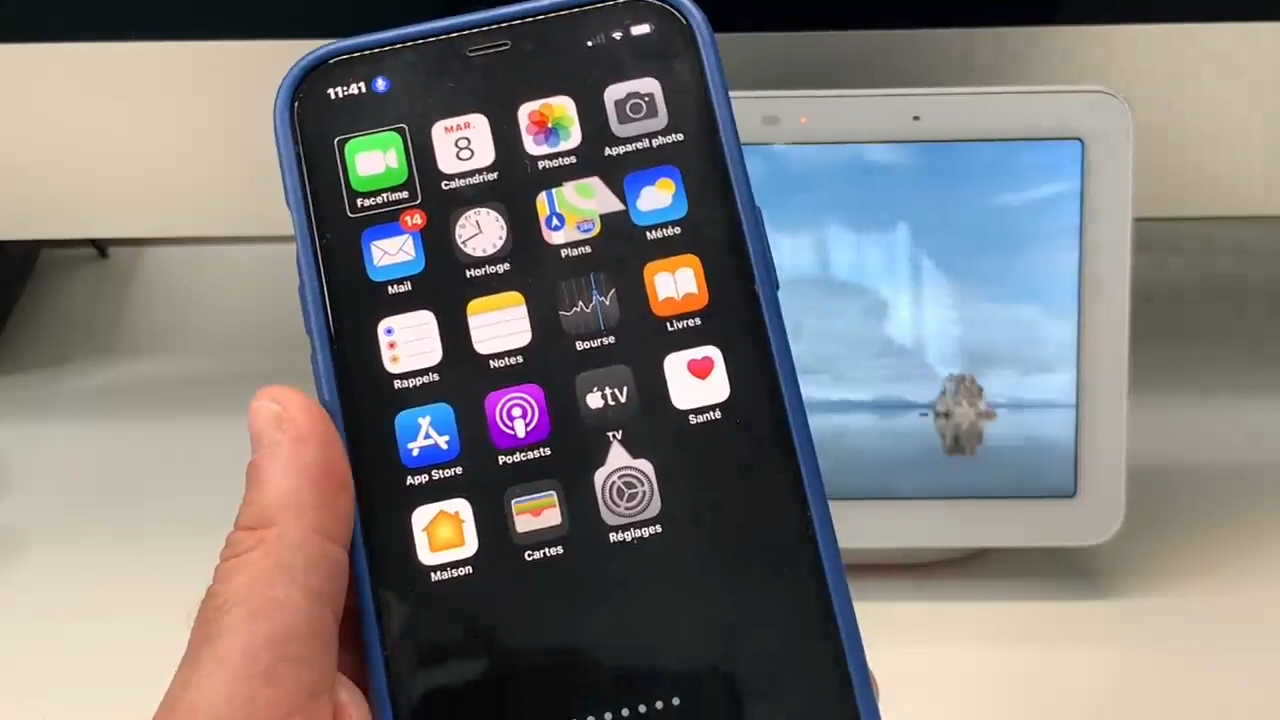 11:41
FaceTime
MAR.
8
Calendrier
Photos
Appareil photo
14
Mail
Horloge
280
Plans
Météo
Rappels
Notes
Bourse
Livres
App Store
Podcasts
tv
TV
Santé
Maison
Cartes
Réglages